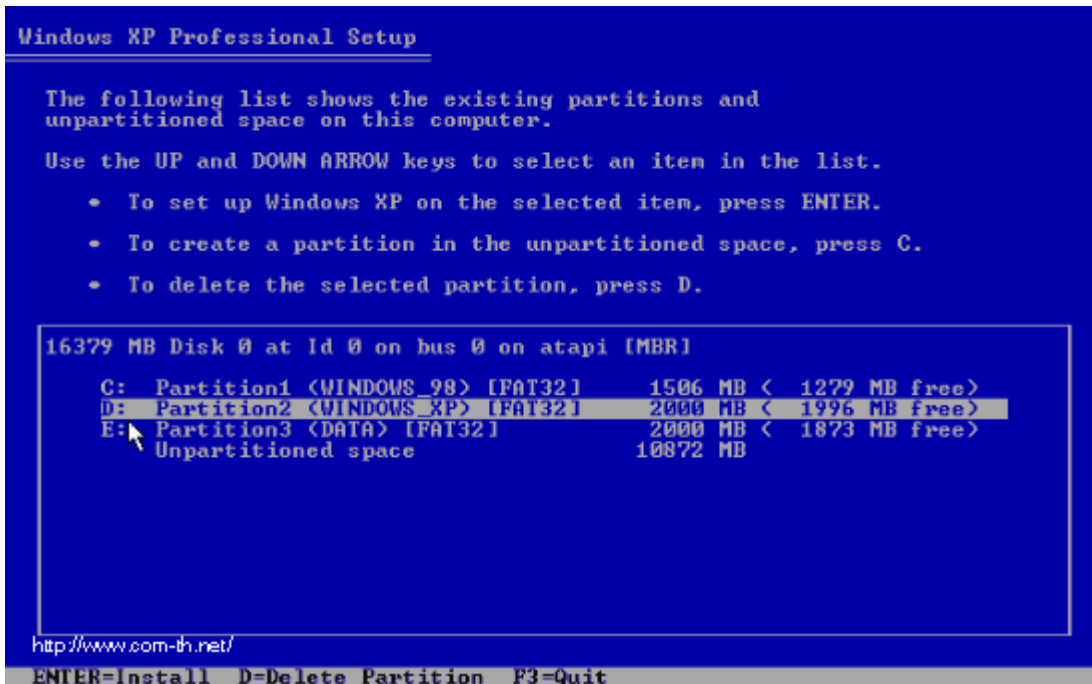 Windows XP Professional Setup
The following list shows the existing partitions and
unpartitioned space on this computer.
Use the UP and DOWN ARROW keys to select an item in the list.
• To set up Windows XP on the selected item, press ENTER.
• To create a partition in the unpartitioned space, press C.
• To delete the selected partition, press D.
16379 MB Disk 0 at Id 0 on bus 0 on atapi [MBR]
C: Partition1 (WINDOWS_98) [FAT32] 1506 MB ( 1279 MB free)
D: Partition2 (WINDOWS_XP) [FAT32] 2000 MB ( 1996 MB free)
E: Partition3 (DATA) [FAT32] 2000 MB ( 1873 MB free)
Unpartitioned space 10872 MB
http://www.com-th.net/
ENTER=Install D=Delete Partition F3=Quit